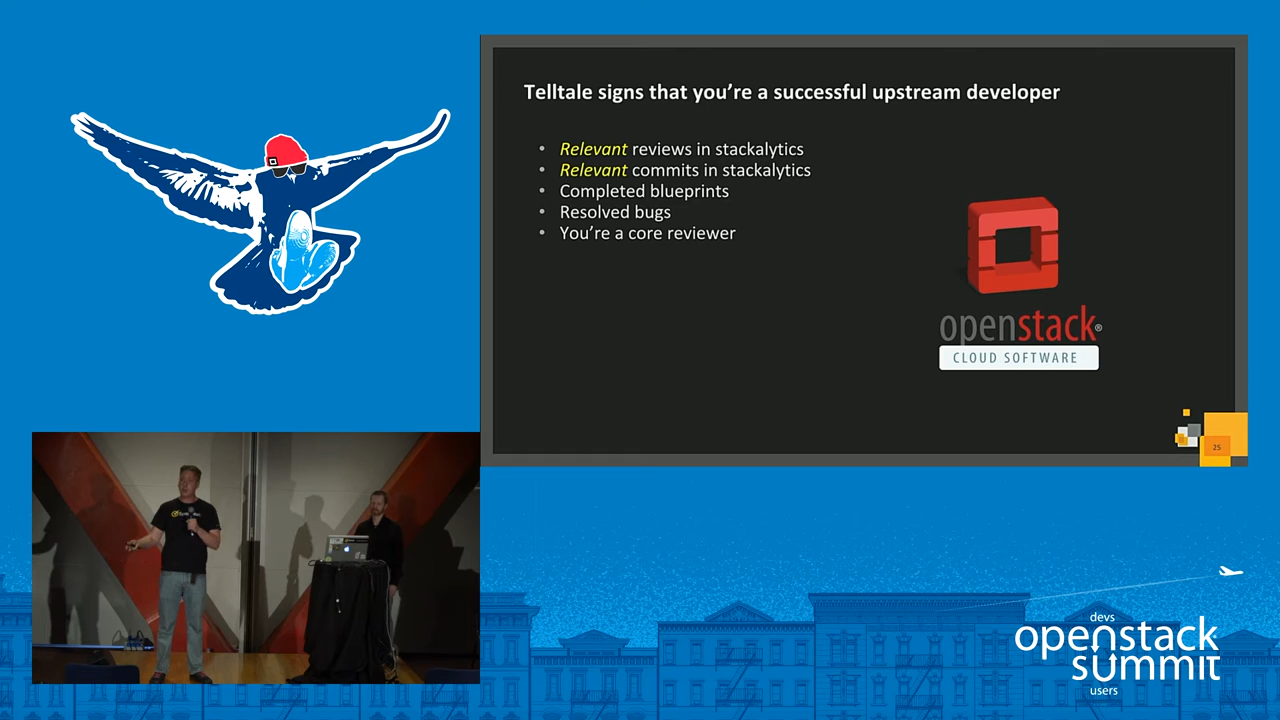 Telltale signs that you're a successful upstream developer
• Relevant reviews in stackalytics
• Relevant commits in stackalytics
• Completed blueprints
• Resolved bugs
• You're a core reviewer
openstack®
CLOUD SOFTWARE
25
devs
openstack
summit
users